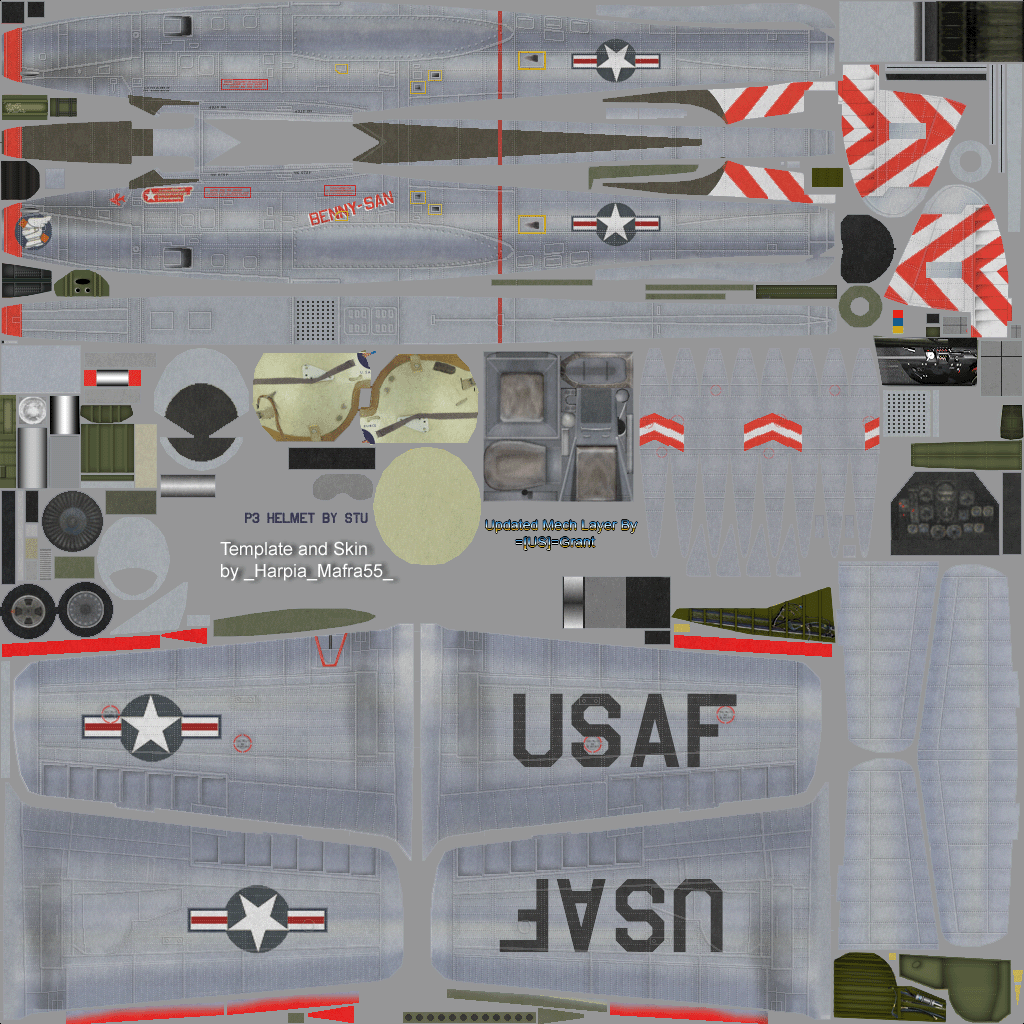 BENNY-SAN
P3 HELMET BY STU
Updated Mech Layer By
=[US]=Grant
Template and Skin
by _Harpia_Mafra55_
USAF
USAF